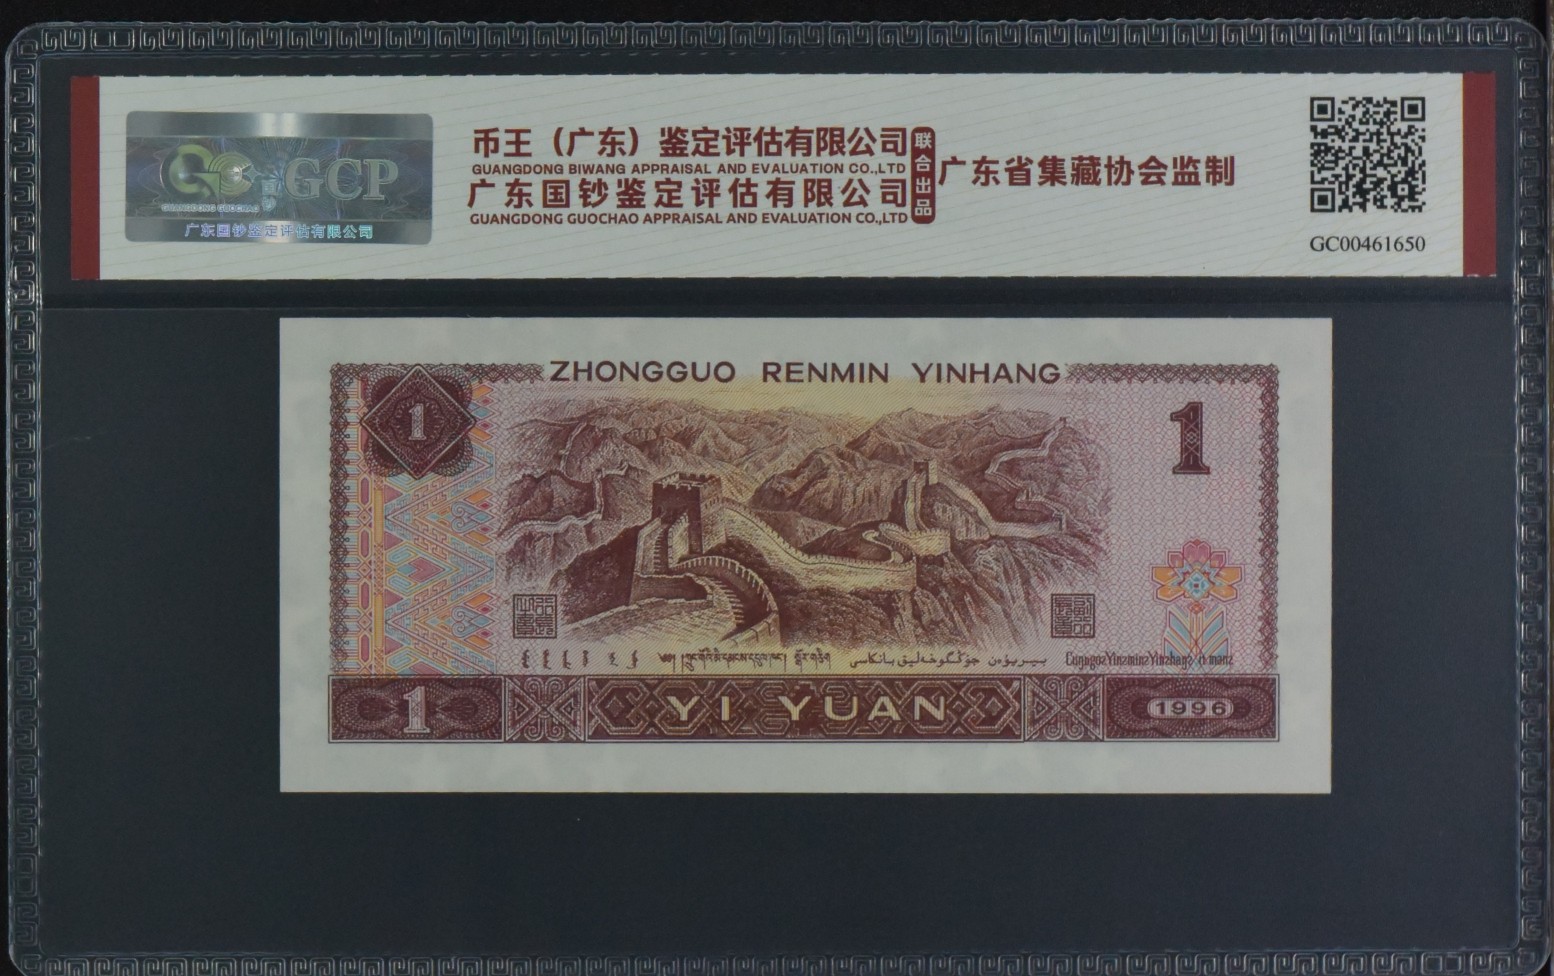 GCP
GUANGDONG GUOCHAO
广东国钞鉴定评估有限公司
币王（广东）鉴定评估有限公司
GUANGDONG BIWANG APPRAISAL AND EVALUATION CO.,LTD
广东国钞鉴定评估有限公司
GUANGDONG GUOCHAO APPRAISAL AND EVALUATION CO.,LTD
联合出品
广东省集藏协会监制
GC00461650
ZHONGGUO RENMIN YINHANG
1
1
1
YI YUAN
1996